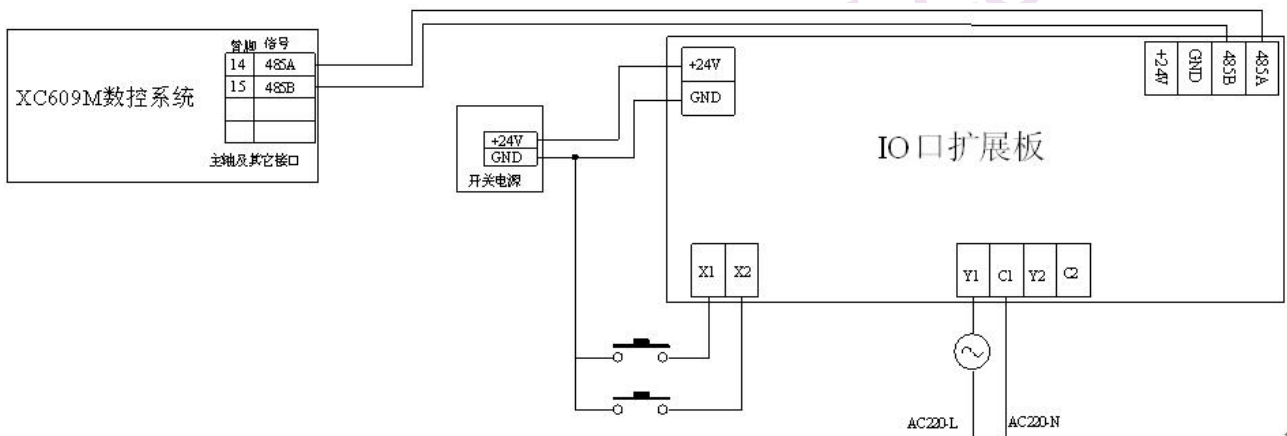 XC609M数控系统
管脚 信号
14 485A
15 485B
主轴及其它接口
+24V
GND
开关电源
+24V
GND
IO口扩展板
+24V
GND
485B
485A
X1 X2
Y1 C1 Y2 C2
AC220-L
AC220-N